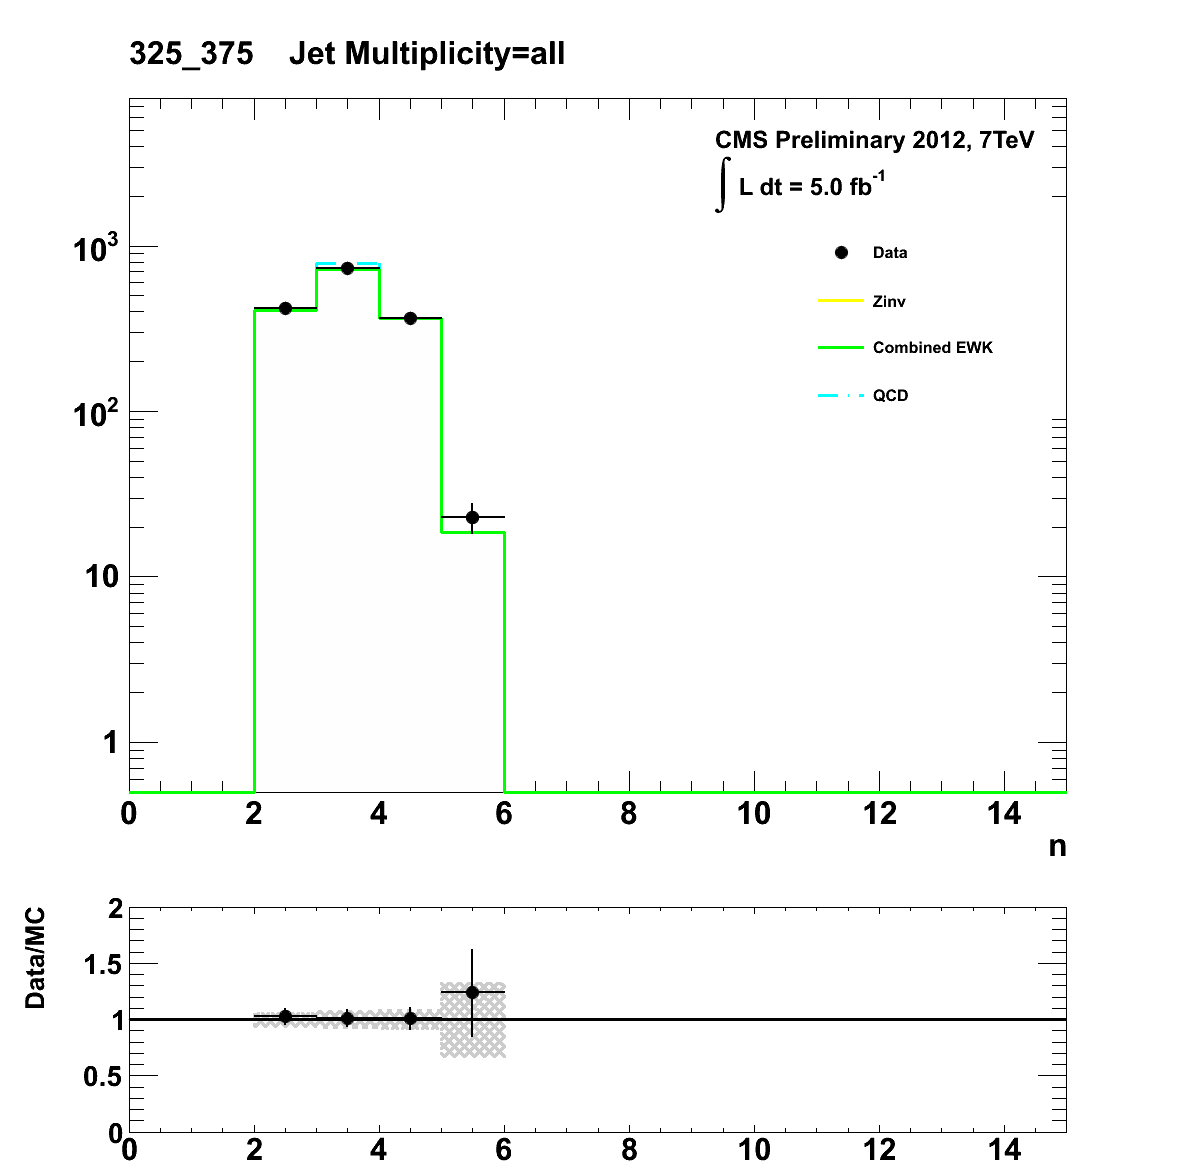 325_375 Jet Multiplicity=all
CMS Preliminary 2012, 7TeV
∫ L dt = 5.0 fb⁻¹
Data
Zinv
Combined EWK
QCD
10³
10²
10
1
0 2 4 6 8 10 12 14
n
Data/MC
2
1.5
1
0.5
0
0 2 4 6 8 10 12 14